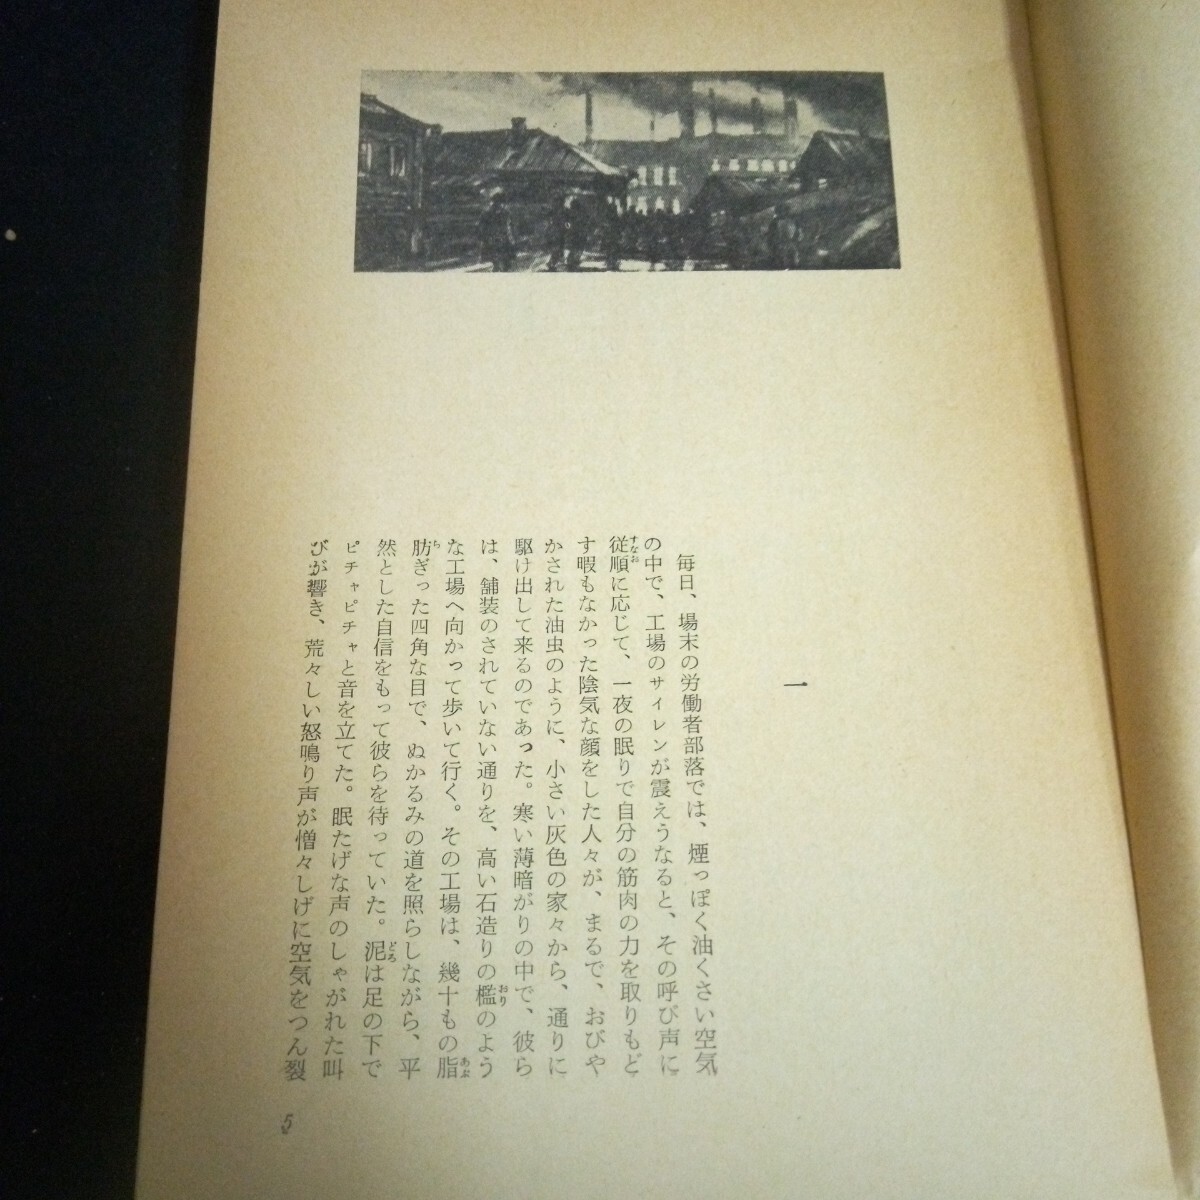 一
毎日、場末の労働者部落では、煙っぽく油くさい空気
の中で、工場のサイレンが震えうなると、その呼び声に
従順に応じて、一夜の眠りで自分の筋肉の力を取りもど
す暇もなかった陰気な顔をした人々が、まるで、おびや
かされた油虫のように、小さい灰色の家々から、通りに
駆け出して来るのであった。寒い薄暗がりの中で、彼ら
は、舗装のされていない通りを、高い石造りの檻のよう
な工場へ向かって歩いて行く。その工場は、幾十もの脂
肪ぎった四角な目で、ぬかるみの道を照らしながら、平
然とした自信をもって彼らを待っていた。泥は足の下で
ピチャピチャと音を立てた。眠たげな声のしゃがれた叫
びが響き、荒々しい怒鳴り声が憎々しげに空気をつん裂
5